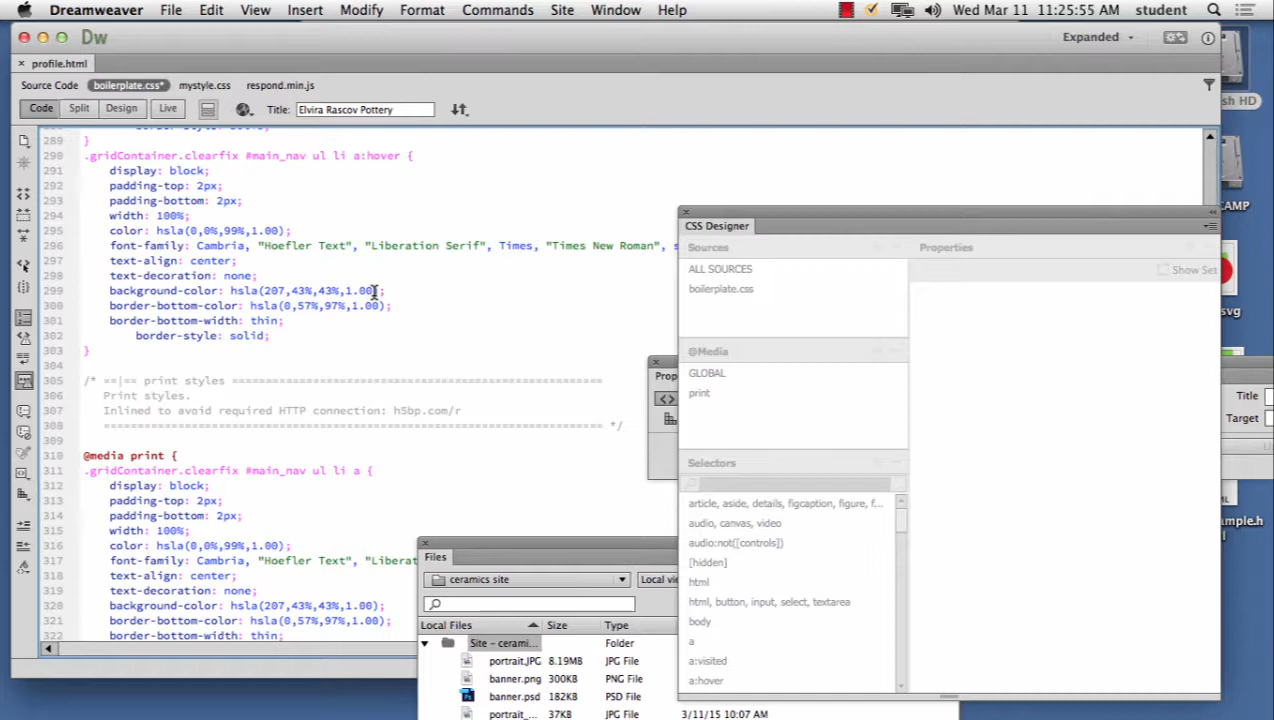 Dreamweaver File Edit View Insert Modify Format Commands Site Window Help Wed Mar 11 11:25:55 AM student
Dw Expanded
× profile.html
Source Code boilerplate.css* mystyle.css respond.min.js
Code Split Design Live Title: Elvira Rascov Pottery
289 }
290 .gridContainer.clearfix #main_nav ul li a:hover {
291 display: block;
292 padding-top: 2px;
293 padding-bottom: 2px;
294 width: 100%;
295 color: hsla(0,0%,99%,1.00);
296 font-family: Cambria, "Hoefler Text", "Liberation Serif", Times, "Times New Roman", s
297 text-align: center;
298 text-decoration: none;
299 background-color: hsla(207,43%,43%,1.00);
300 border-bottom-color: hsla(0,57%,97%,1.00);
301 border-bottom-width: thin;
302 border-style: solid;
303 }
304
305 /* ==|== print styles =========================================================
306 Print styles.
307 Inlined to avoid required HTTP connection: h5bp.com/r
308 ============================================================================== */
309
310 @media print {
311 .gridContainer.clearfix #main_nav ul li a {
312 display: block;
313 padding-top: 2px;
314 padding-bottom: 2px;
315 width: 100%;
316 color: hsla(0,0%,99%,1.00);
317 font-family: Cambria, "Hoefler Text", "Liberat
318 text-align: center;
319 text-decoration: none;
320 background-color: hsla(207,43%,43%,1.00);
321 border-bottom-color: hsla(0,57%,97%,1.00);
322 border-bottom-width: thin;
CSS Designer
Sources
ALL SOURCES
boilerplate.css
@Media
GLOBAL
print
Selectors
article, aside, details, figcaption, figure, f...
audio, canvas, video
audio:not([controls])
[hidden]
html
html, button, input, select, textarea
body
a
a:visited
a:hover
Properties
Show Set
Prop
Files
ceramics site Local vie
Local Files Size Type
Site – cerami... Folder
portrait.JPG 8.19MB JPG File
banner.png 300KB PNG File
banner.psd 182KB PSD File
portrait_... 37KB JPG File 3/11/15 10:07 AM
Title
Target
sh HD
CAMP
svg
ample.h
l